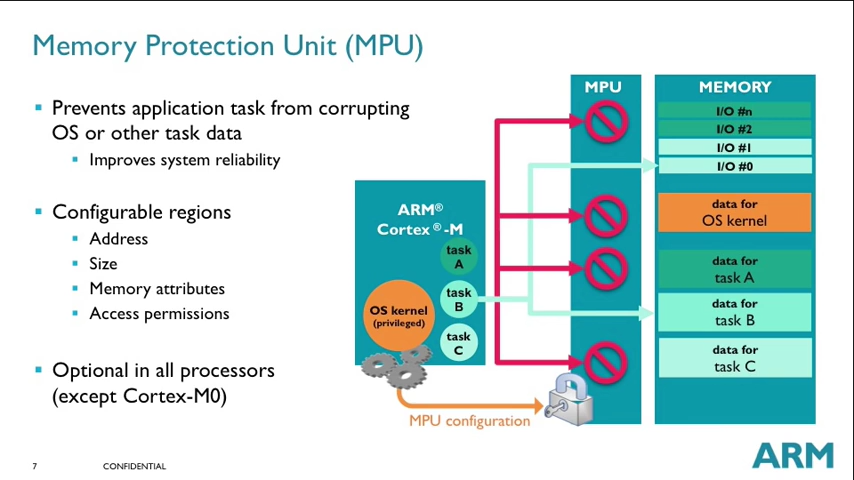 Memory Protection Unit (MPU)
Prevents application task from corrupting
OS or other task data
Improves system reliability
Configurable regions
Address
Size
Memory attributes
Access permissions
Optional in all processors
(except Cortex-M0)
ARM®
Cortex®-M
task
A
task
B
task
C
OS kernel
(privileged)
MPU configuration
MPU
MEMORY
I/O #n
I/O #2
I/O #1
I/O #0
data for
OS kernel
data for
task A
data for
task B
data for
task C
7
CONFIDENTIAL
ARM